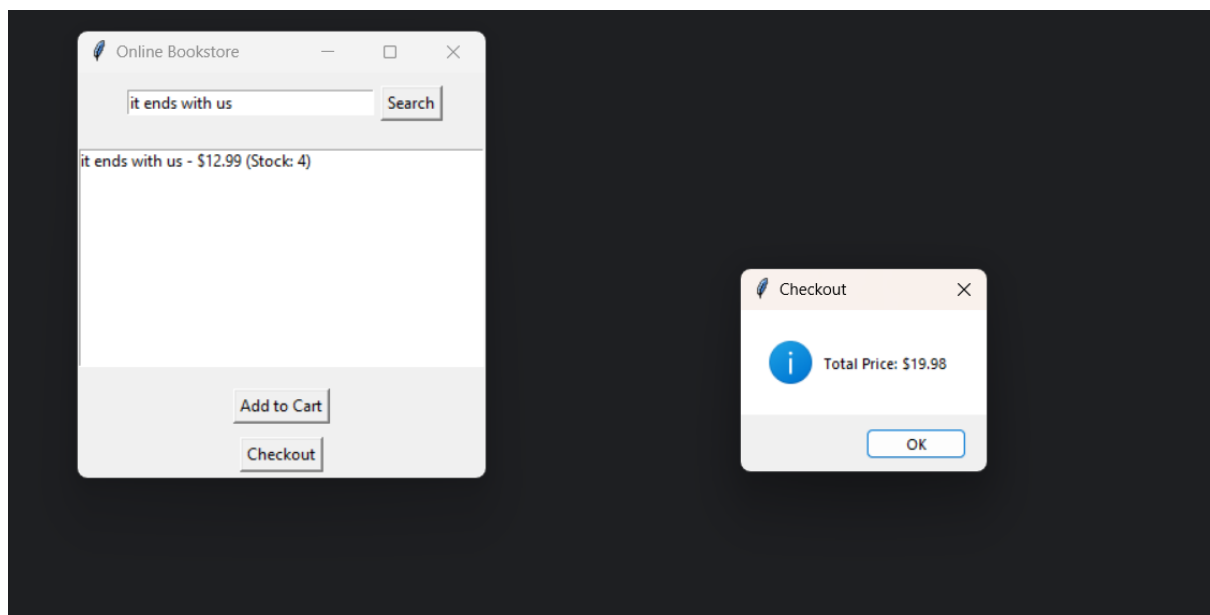 Online Bookstore
it ends with us
Search
it ends with us - $12.99 (Stock: 4)
Add to Cart
Checkout
Checkout
Total Price: $19.98
OK